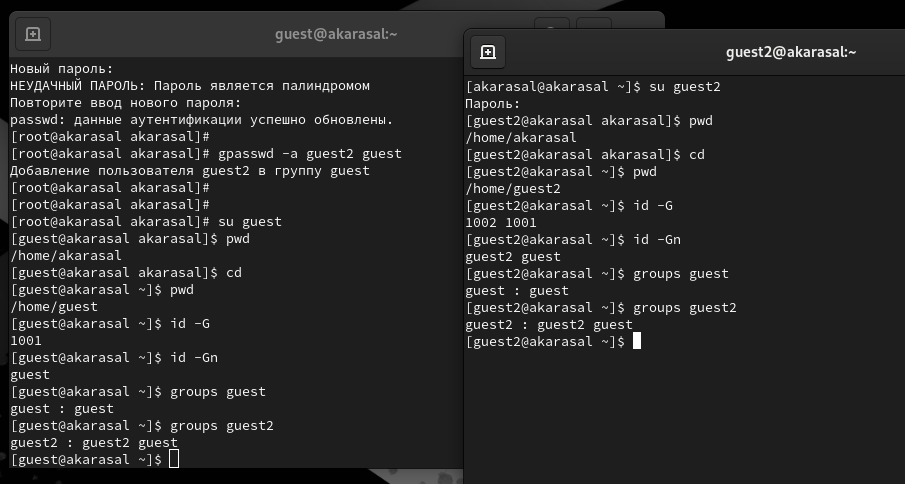 guest@akarasal:~
Новый пароль:
НЕУДАЧНЫЙ ПАРОЛЬ: Пароль является палиндромом
Повторите ввод нового пароля:
passwd: данные аутентификации успешно обновлены.
[root@akarasal akarasal]#
[root@akarasal akarasal]# gpasswd -a guest2 guest
Добавление пользователя guest2 в группу guest
[root@akarasal akarasal]#
[root@akarasal akarasal]#
[root@akarasal akarasal]# su guest
[guest@akarasal akarasal]$ pwd
/home/akarasal
[guest@akarasal akarasal]$ cd
[guest@akarasal ~]$ pwd
/home/guest
[guest@akarasal ~]$ id -G
1001
[guest@akarasal ~]$ id -Gn
guest
[guest@akarasal ~]$ groups guest
guest : guest
[guest@akarasal ~]$ groups guest2
guest2 : guest2 guest
[guest@akarasal ~]$
guest2@akarasal:~
[akarasal@akarasal ~]$ su guest2
Пароль:
[guest2@akarasal akarasal]$ pwd
/home/akarasal
[guest2@akarasal akarasal]$ cd
[guest2@akarasal ~]$ pwd
/home/guest2
[guest2@akarasal ~]$ id -G
1002 1001
[guest2@akarasal ~]$ id -Gn
guest2 guest
[guest2@akarasal ~]$ groups guest
guest : guest
[guest2@akarasal ~]$ groups guest2
guest2 : guest2 guest
[guest2@akarasal ~]$